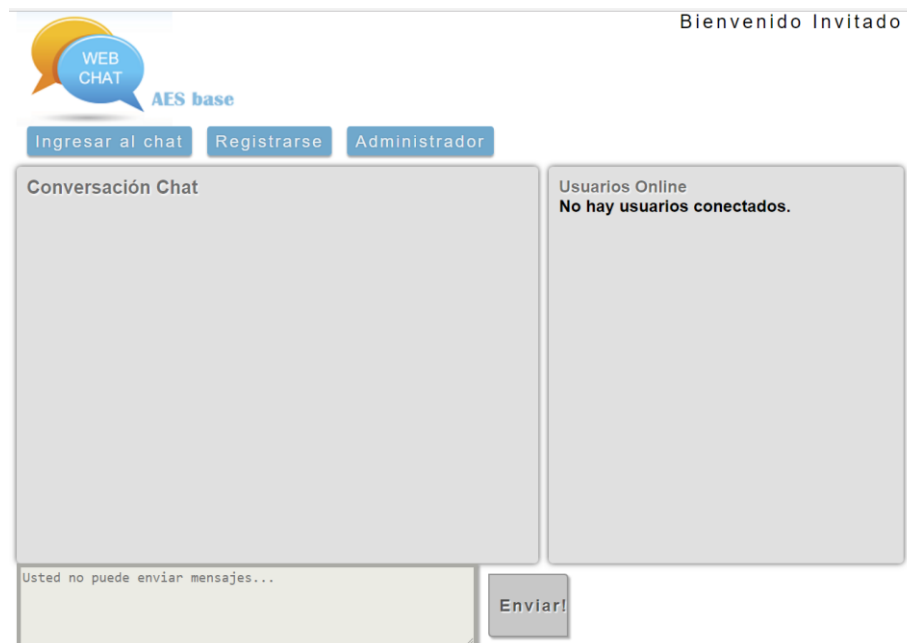 Bienvenido Invitado
WEB
CHAT
AES base
Ingresar al chat Registrarse Administrador
Conversación Chat
Usuarios Online
No hay usuarios conectados.
Usted no puede enviar mensajes...
Enviar!